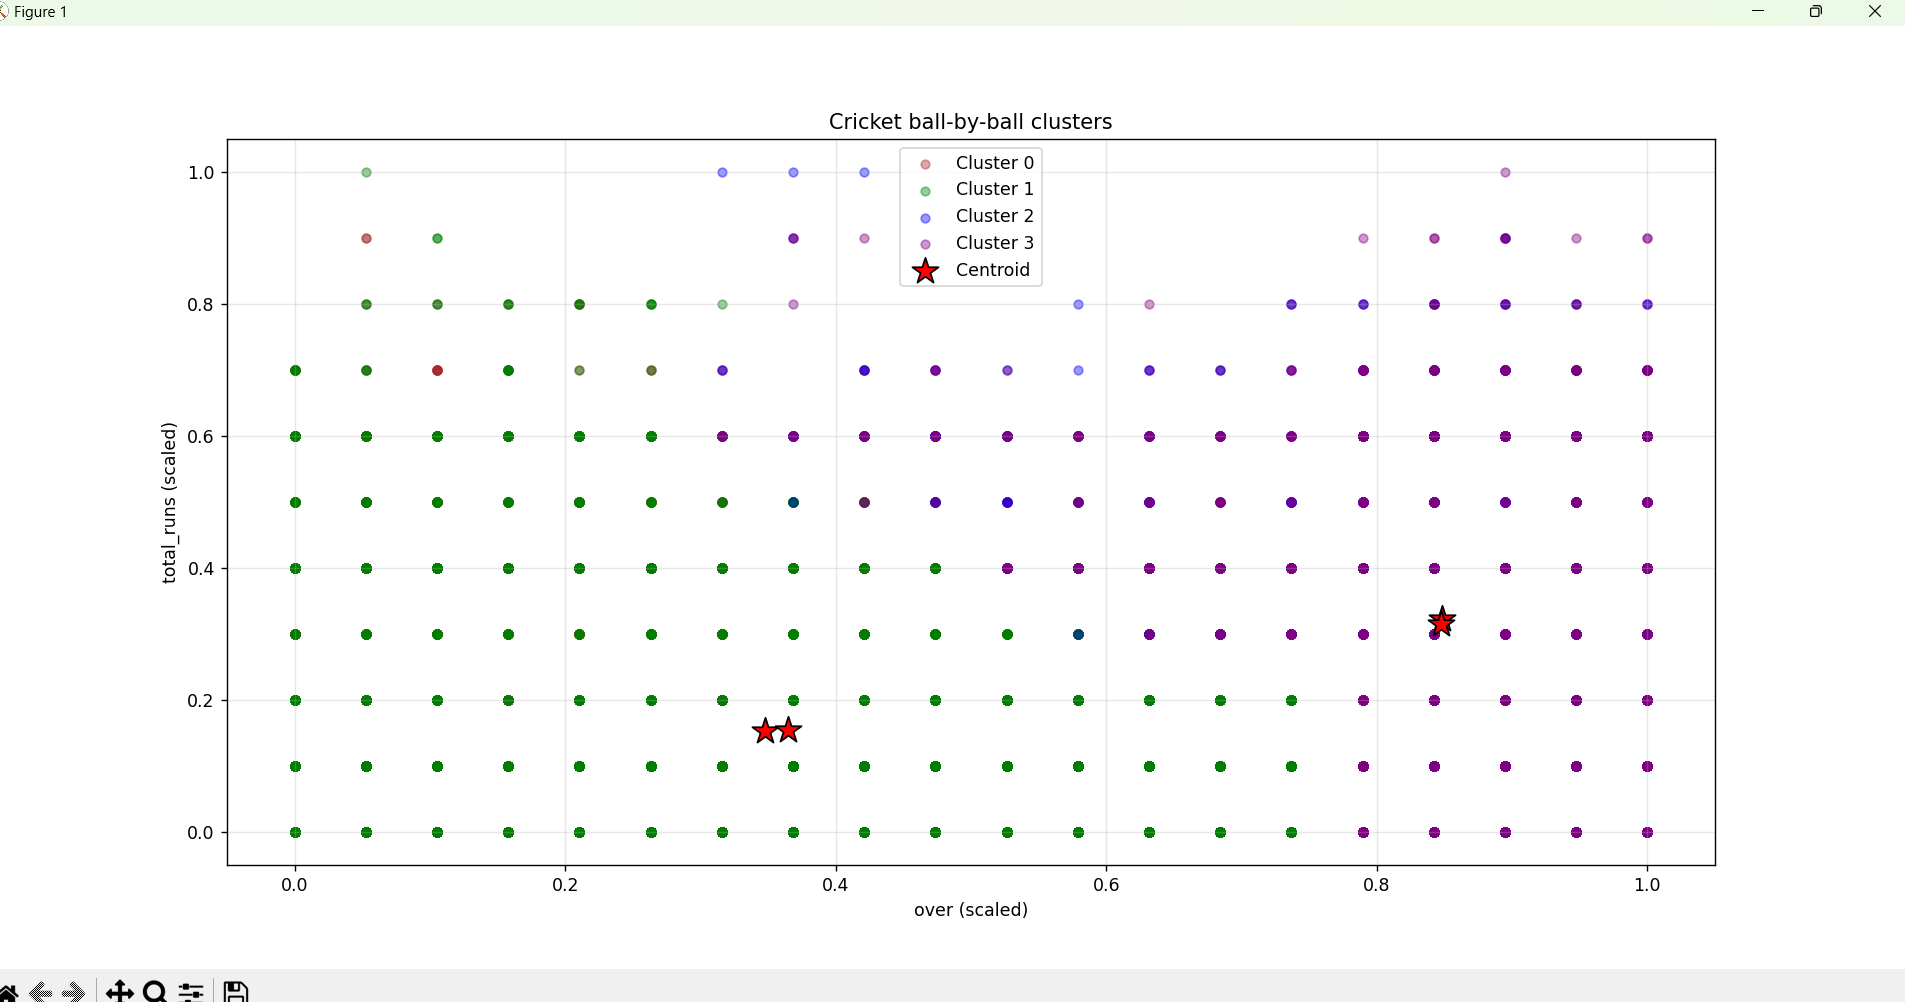 Figure 1
Cricket ball-by-ball clusters
Cluster 0
Cluster 1
Cluster 2
Cluster 3
Centroid
total_runs (scaled)
1.0
0.8
0.6
0.4
0.2
0.0
0.0 0.2 0.4 0.6 0.8 1.0
over (scaled)